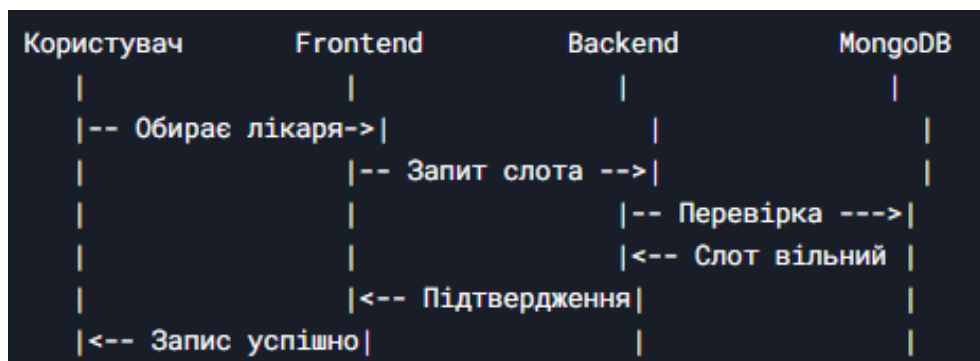 Користувач       Frontend          Backend          MongoDB
   |                |                 |                |
   |-- Обирає лікаря->|                |                 |
   |                |-- Запит слота -->|                 |
   |                |                 |-- Перевірка --->|
   |                |                 |<-- Слот вільний |
   |                |<-- Підтвердження|                 |
   |<-- Запис успішно|                |                 |